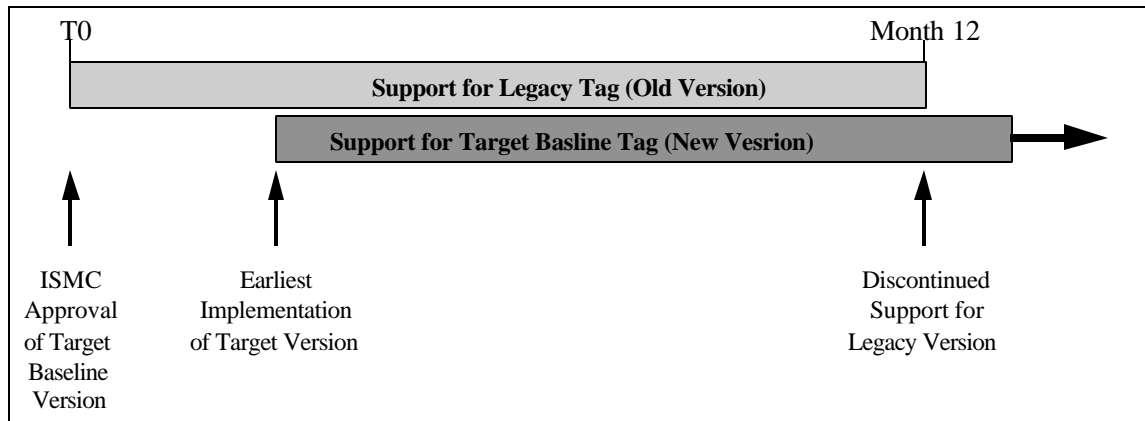 T0
Month 12
Support for Legacy Tag (Old Version)
Support for Target Basline Tag (New Vesrion)
ISMC
Approval
of Target
Baseline
Version
Earliest
Implementation
of Target Version
Discontinued
Support for
Legacy Version